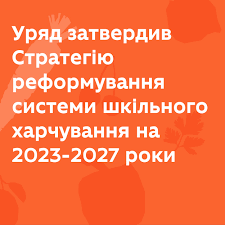 Уряд затвердив
Стратегію
реформування
системи шкільного
харчування на
2023-2027 роки